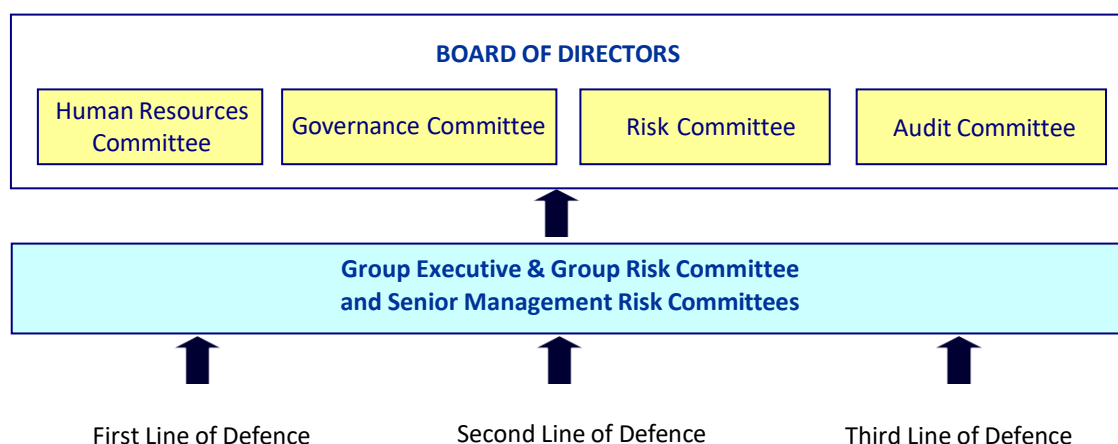 BOARD OF DIRECTORS
Human Resources
Committee
Governance Committee
Risk Committee
Audit Committee
Group Executive & Group Risk Committee
and Senior Management Risk Committees
First Line of Defence
Second Line of Defence
Third Line of Defence